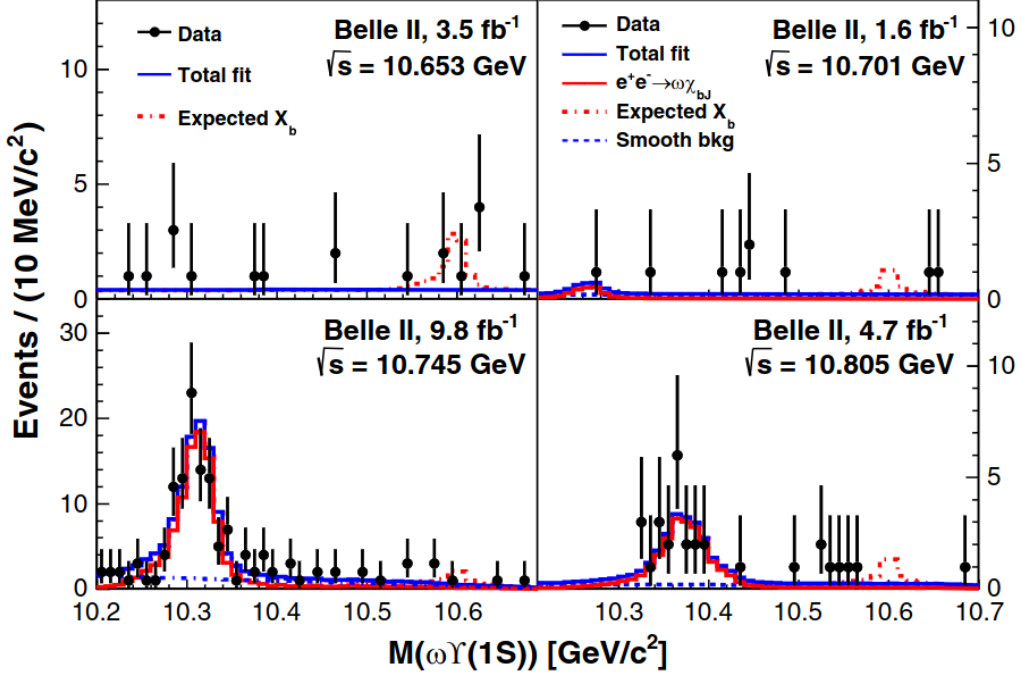 Data
Total fit
Expected X_b
Belle II, 3.5 fb⁻¹
√s = 10.653 GeV
Data
Total fit
e⁺e⁻→ωχ_bJ
Expected X_b
Smooth bkg
Belle II, 1.6 fb⁻¹
√s = 10.701 GeV
10
5
0
10
5
0
Belle II, 9.8 fb⁻¹
√s = 10.745 GeV
30
20
10
0
Belle II, 4.7 fb⁻¹
√s = 10.805 GeV
10
5
0
10.2 10.3 10.4 10.5 10.6
10.3 10.4 10.5 10.6 10.7
Events / (10 MeV/c²)
M(ωΥ(1S)) [GeV/c²]